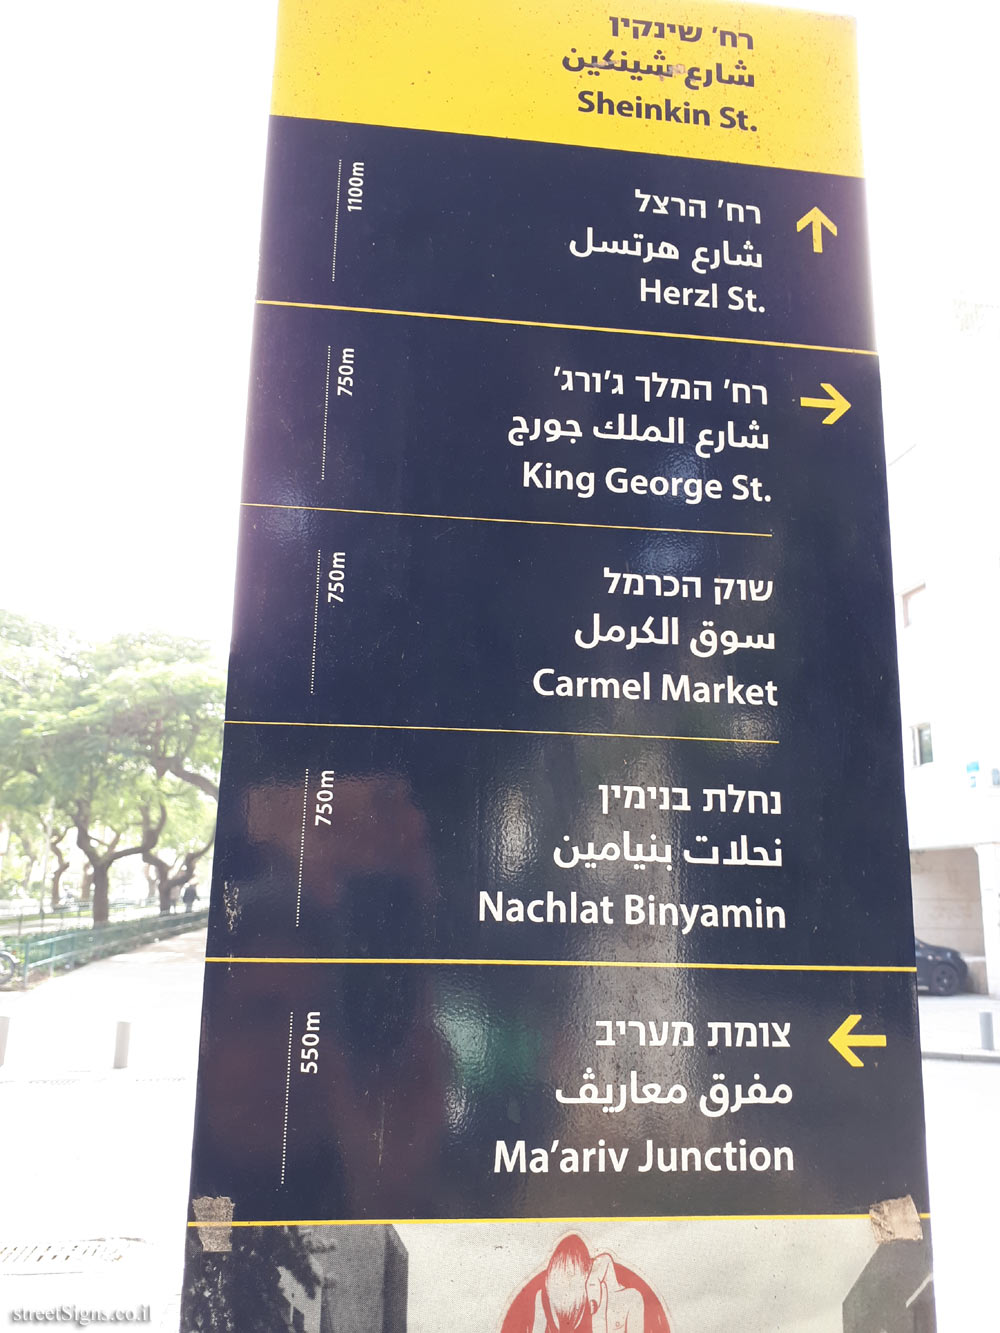 רח׳ שינקין
شارع شينكين
Sheinkin St.
1100m
רח׳ הרצל
شارع هرتسل
Herzl St.
750m
רח׳ המלך ג׳ורג׳
شارع الملك جورج
King George St.
750m
שוק הכרמל
سوق الكرمل
Carmel Market
750m
נחלת בנימין
نحلات بنيامين
Nachlat Binyamin
550m
צומת מעריב
مفرق معاريڤ
Ma’ariv Junction
streetSigns.co.il